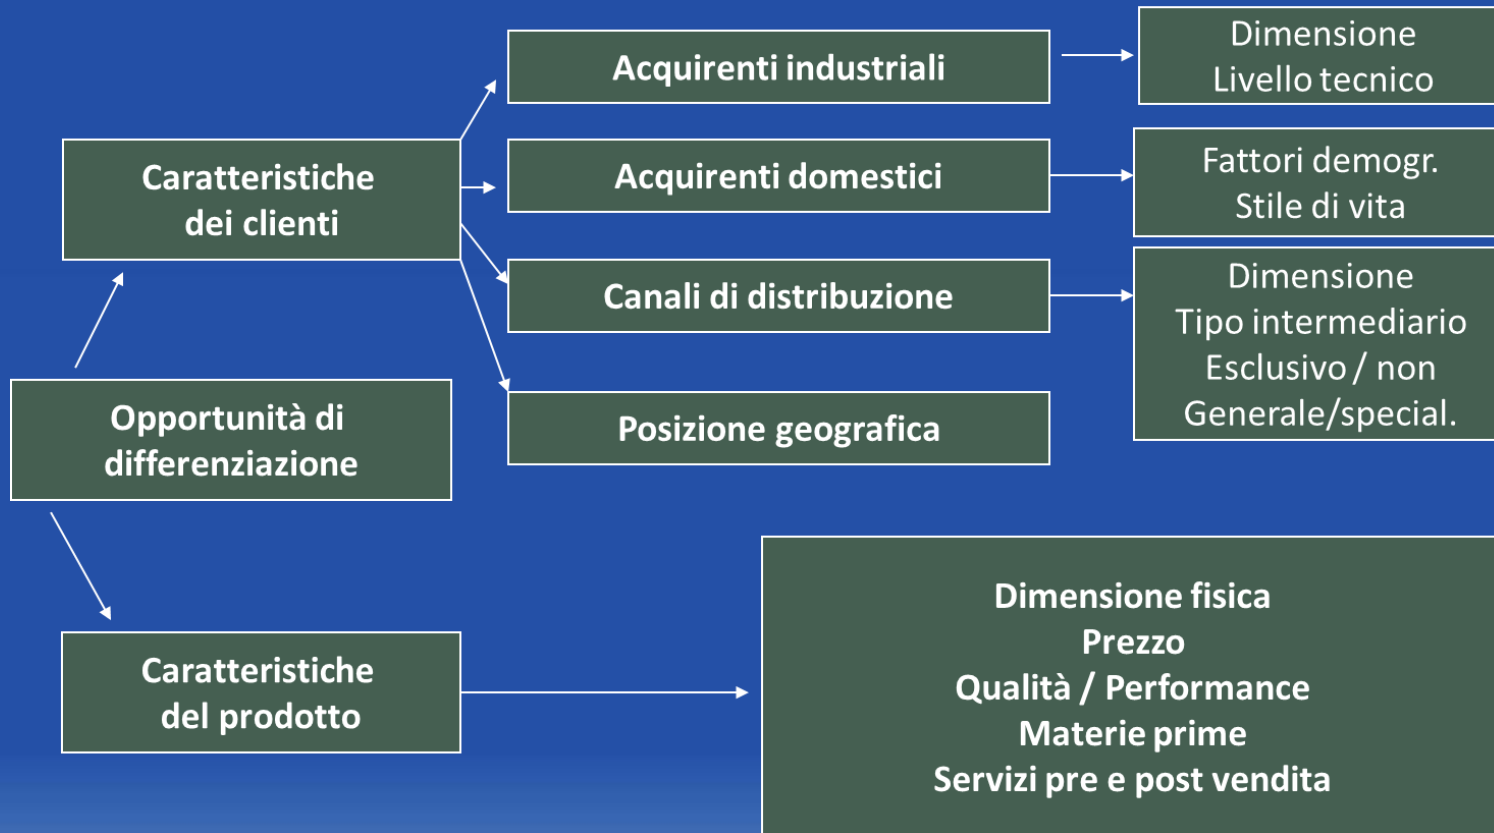 Acquirenti industriali
Dimensione
Livello tecnico
Caratteristiche
dei clienti
Acquirenti domestici
Fattori demogr.
Stile di vita
Canali di distribuzione
Dimensione
Tipo intermediario
Esclusivo / non
Generale/special.
Opportunità di
differenziazione
Posizione geografica
Caratteristiche
del prodotto
Dimensione fisica
Prezzo
Qualità / Performance
Materie prime
Servizi pre e post vendita